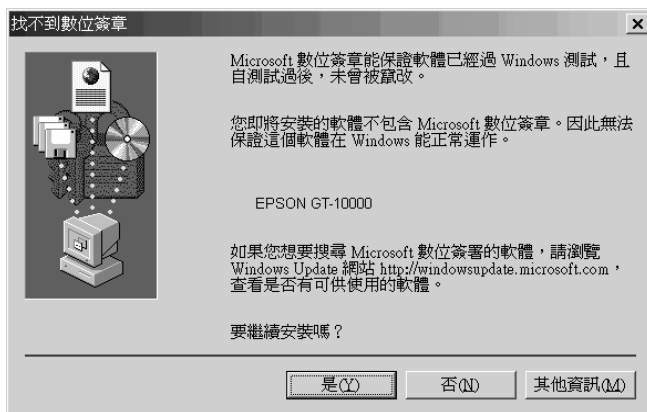 找不到數位簽章
Microsoft 數位簽章能保證軟體已經過 Windows 測試，且
自測試過後，未曾被竄改。
您即將安裝的軟體不包含 Microsoft 數位簽章。因此無法
保證這個軟體在 Windows 能正常運作。
EPSON GT-10000
如果您想要搜尋 Microsoft 數位簽署的軟體，請瀏覽
Windows Update 網站 http://windowsupdate.microsoft.com，
查看是否有可供使用的軟體。
要繼續安裝嗎？
是(Y) 否(N) 其他資訊(M)